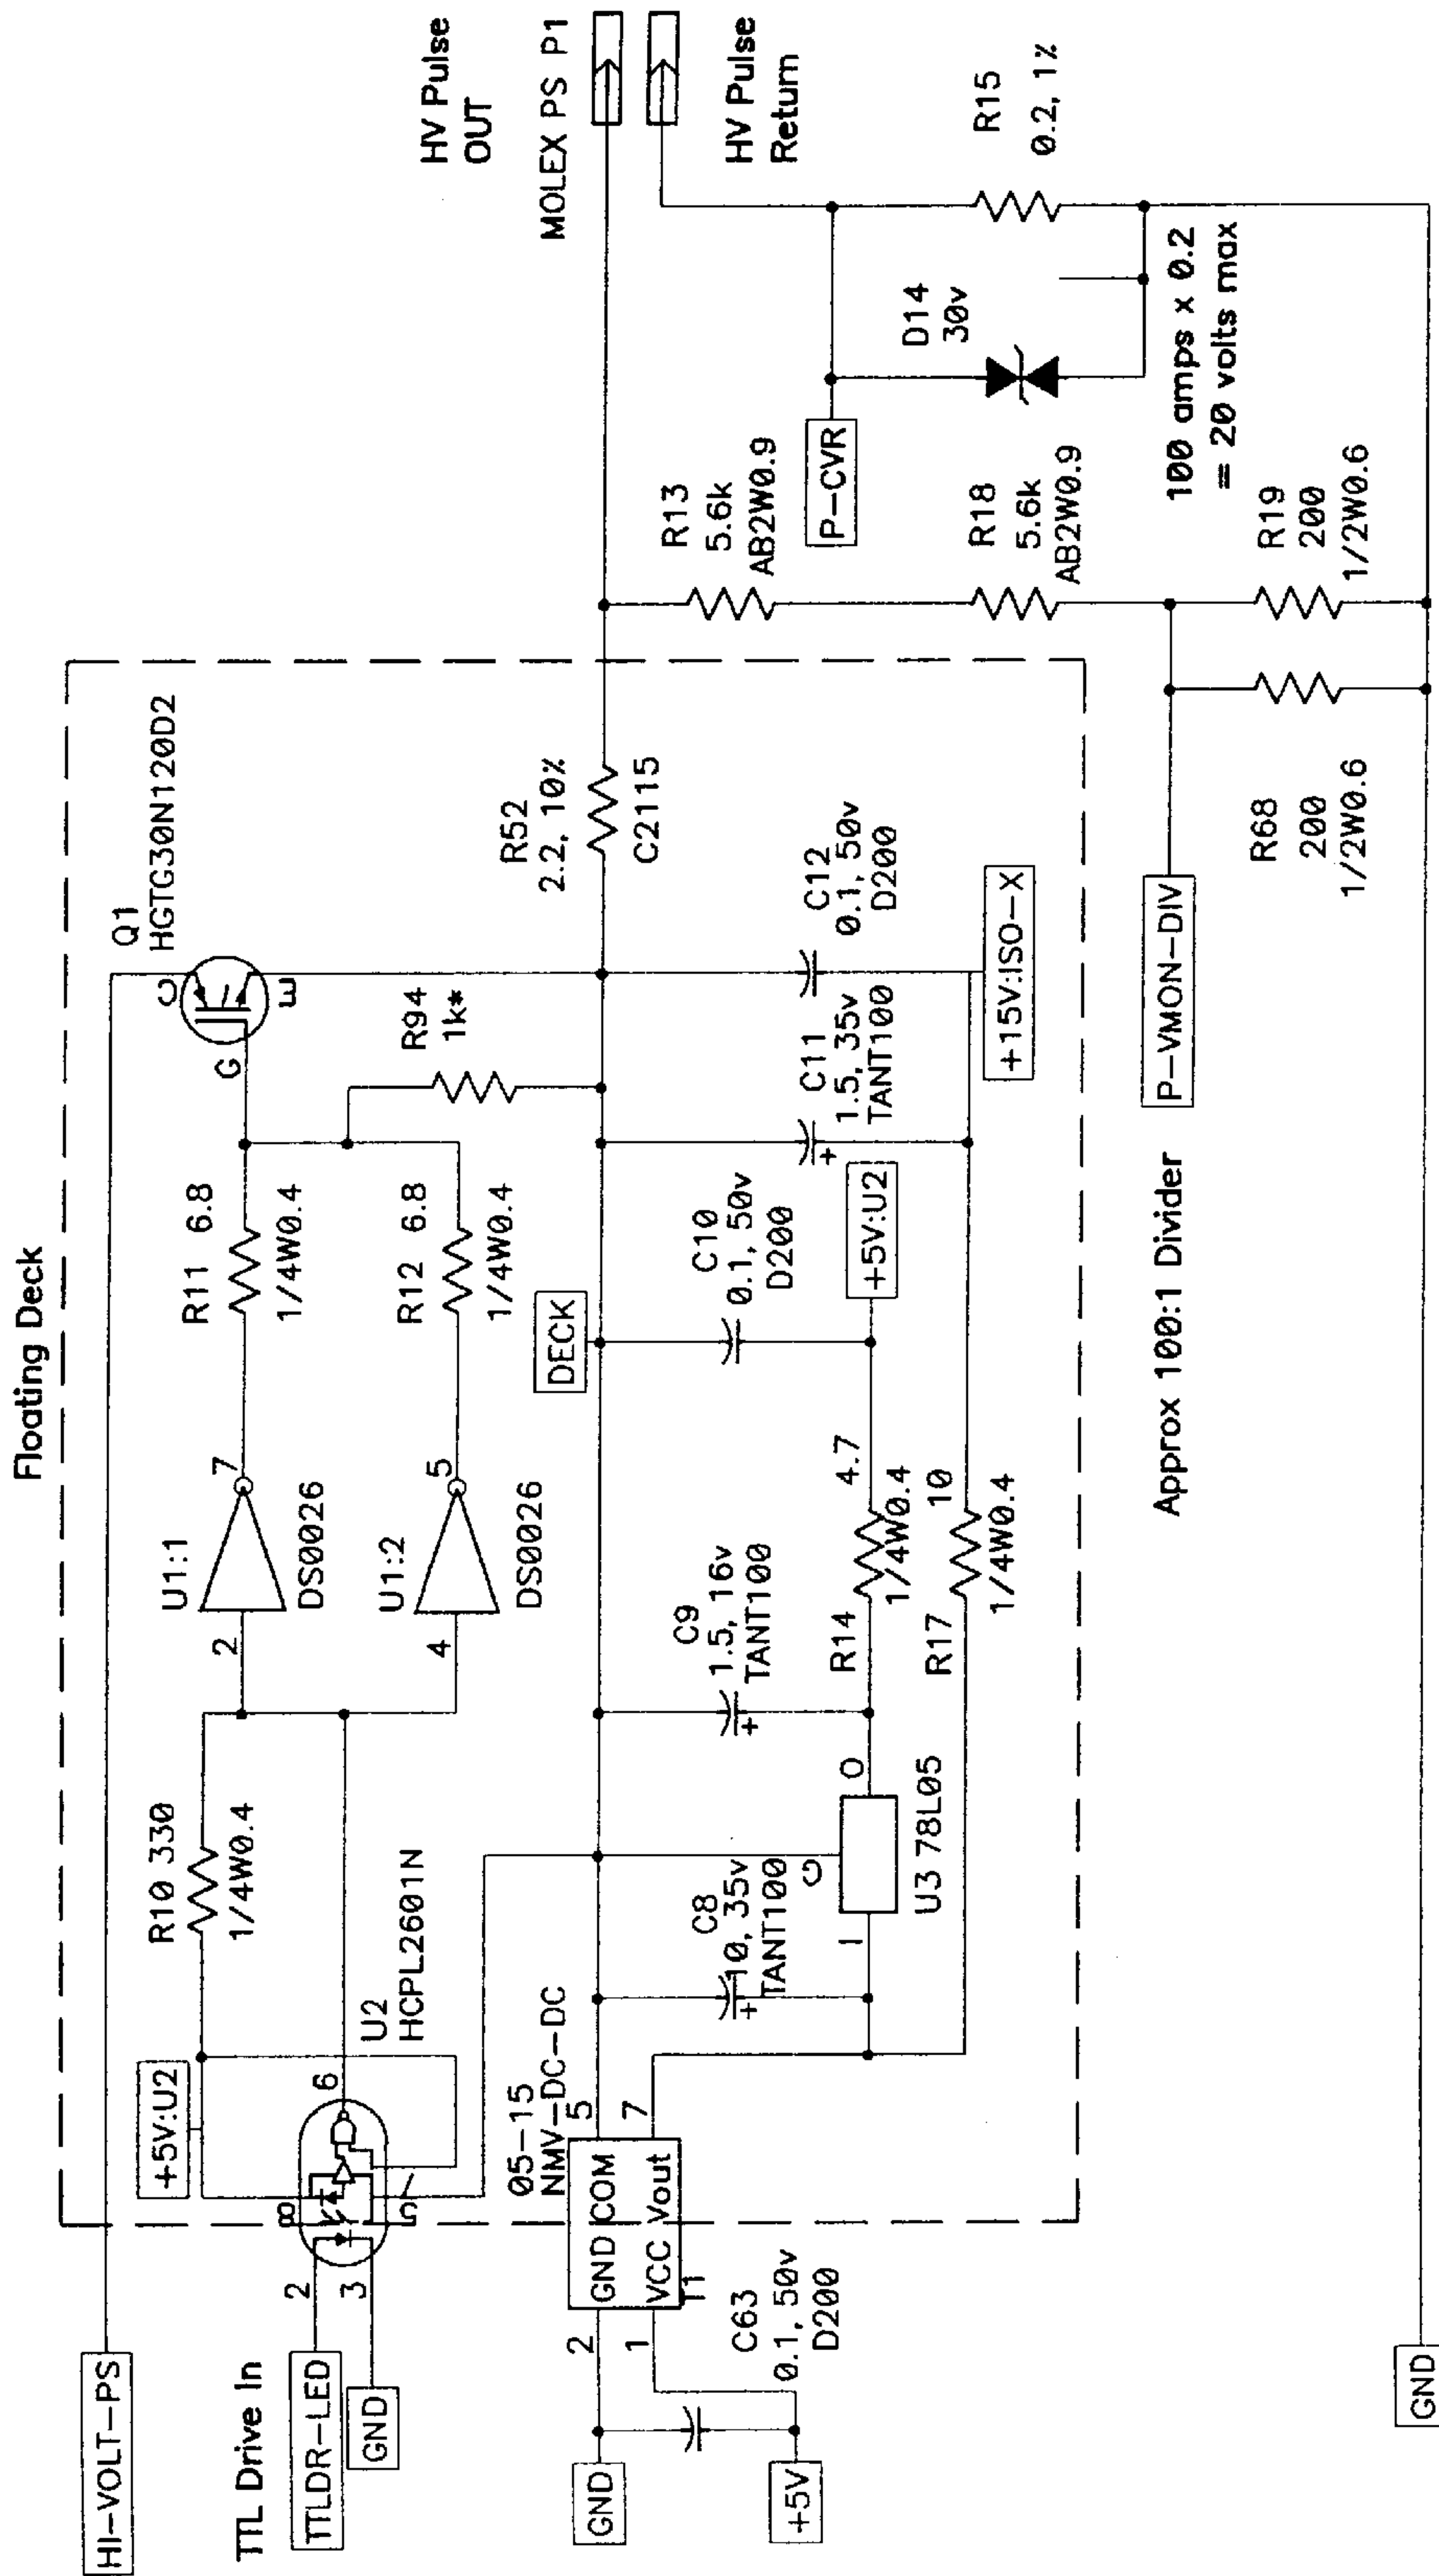 Floating Deck
HI-VOLT-PS
TTL Drive In
TTLDR-LED
GND
2
3
8
5
6
+5V:U2
U2
HCPL2601N
R10 330
1/4W0.4
U1:1
2
7
DS0026
U1:2
4
5
DS0026
R11 6.8
1/4W0.4
R12 6.8
1/4W0.4
Q1
HGTG30N120D2
C
G
E
R94
1k*
DECK
R52
2.2, 10%
C2115
HV Pulse
OUT
MOLEX PS P1
HV Pulse
Return
GND
+5V
2
1
C63
0.1, 50v
D200
05-15
NMV-DC-DC
GND COM
VCC Vout
T1
5
7
C8
10, 35v
TANT100
I
G
O
U3 78L05
C9
1.5, 16v
TANT100
R14
4.7
1/4W0.4
R17
10
1/4W0.4
C10
0.1, 50v
D200
+5V:U2
C11
1.5, 35v
TANT100
C12
0.1, 50v
D200
+15V:ISO-X
R13
5.6k
AB2W0.9
R18
5.6k
AB2W0.9
P-CVR
D14
30v
R15
0.2, 1%
100 amps x 0.2
= 20 volts max
Approx 100:1 Divider
P-VMON-DIV
R68
200
1/2W0.6
R19
200
1/2W0.6
GND